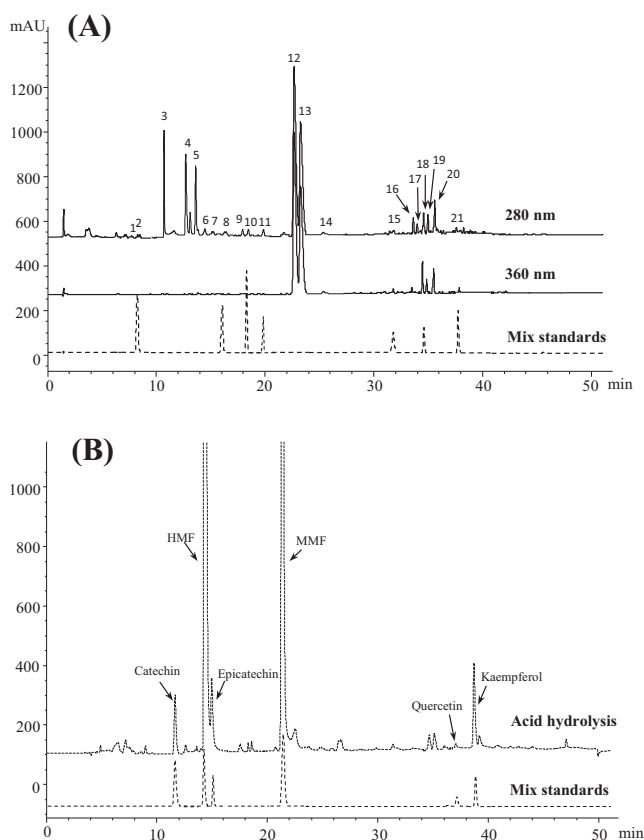 (A)
mAU
1200
1000
800
600
400
200
0
12
13
3
4
5
1
2
6
7
8
9
10
11
14
15
16
17
18
19
20
21
280 nm
360 nm
Mix standards
0 10 20 30 40 50 min
(B)
1000
800
600
400
200
0
HMF
MMF
Catechin
Epicatechin
Quercetin
Kaempferol
Acid hydrolysis
Mix standards
0 10 20 30 40 50 min